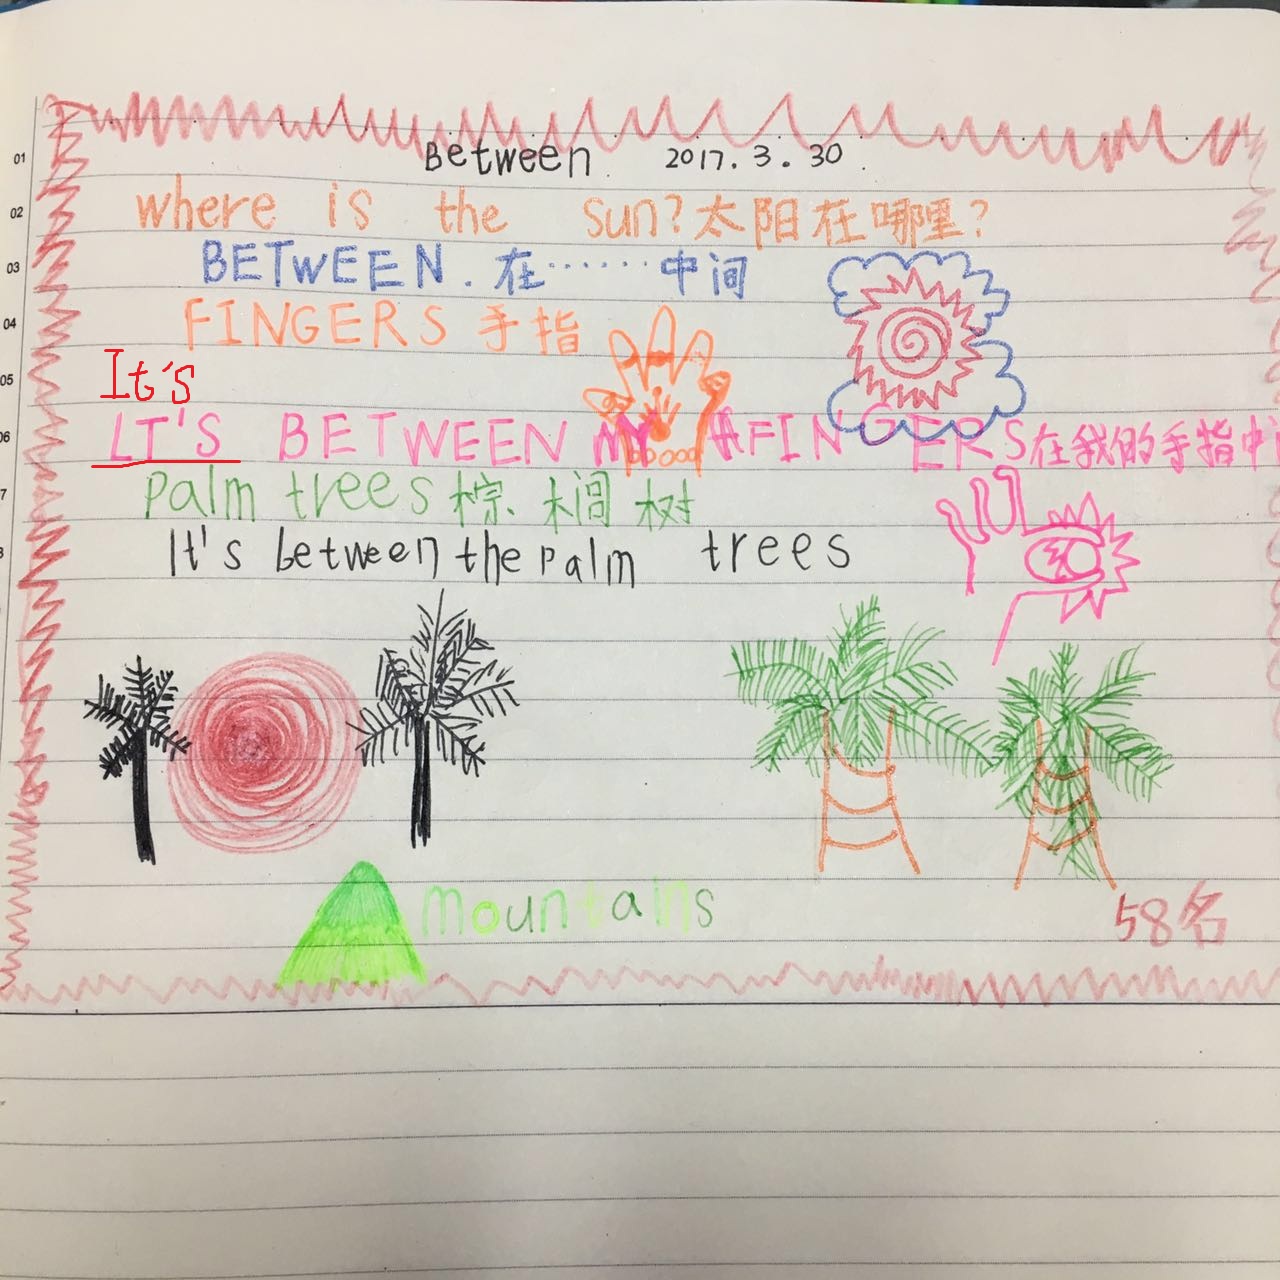 Between 2017.3.30.
where is the sun?太阳在哪里?
BETWEEN.在……中间
FINGERS 手指
It's
LT'S BETWEEN MY FINGERS在我的手指中
palm trees棕榈树
It's between the palm trees
mountains
58名
01
02
03
04
05
06
7